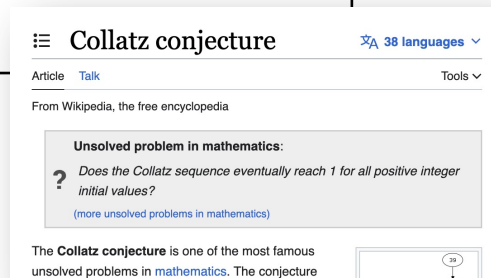 Collatz conjecture
38 languages
Article Talk Tools
From Wikipedia, the free encyclopedia
Unsolved problem in mathematics:
? Does the Collatz sequence eventually reach 1 for all positive integer
initial values?
(more unsolved problems in mathematics)
The Collatz conjecture is one of the most famous
unsolved problems in mathematics. The conjecture
39